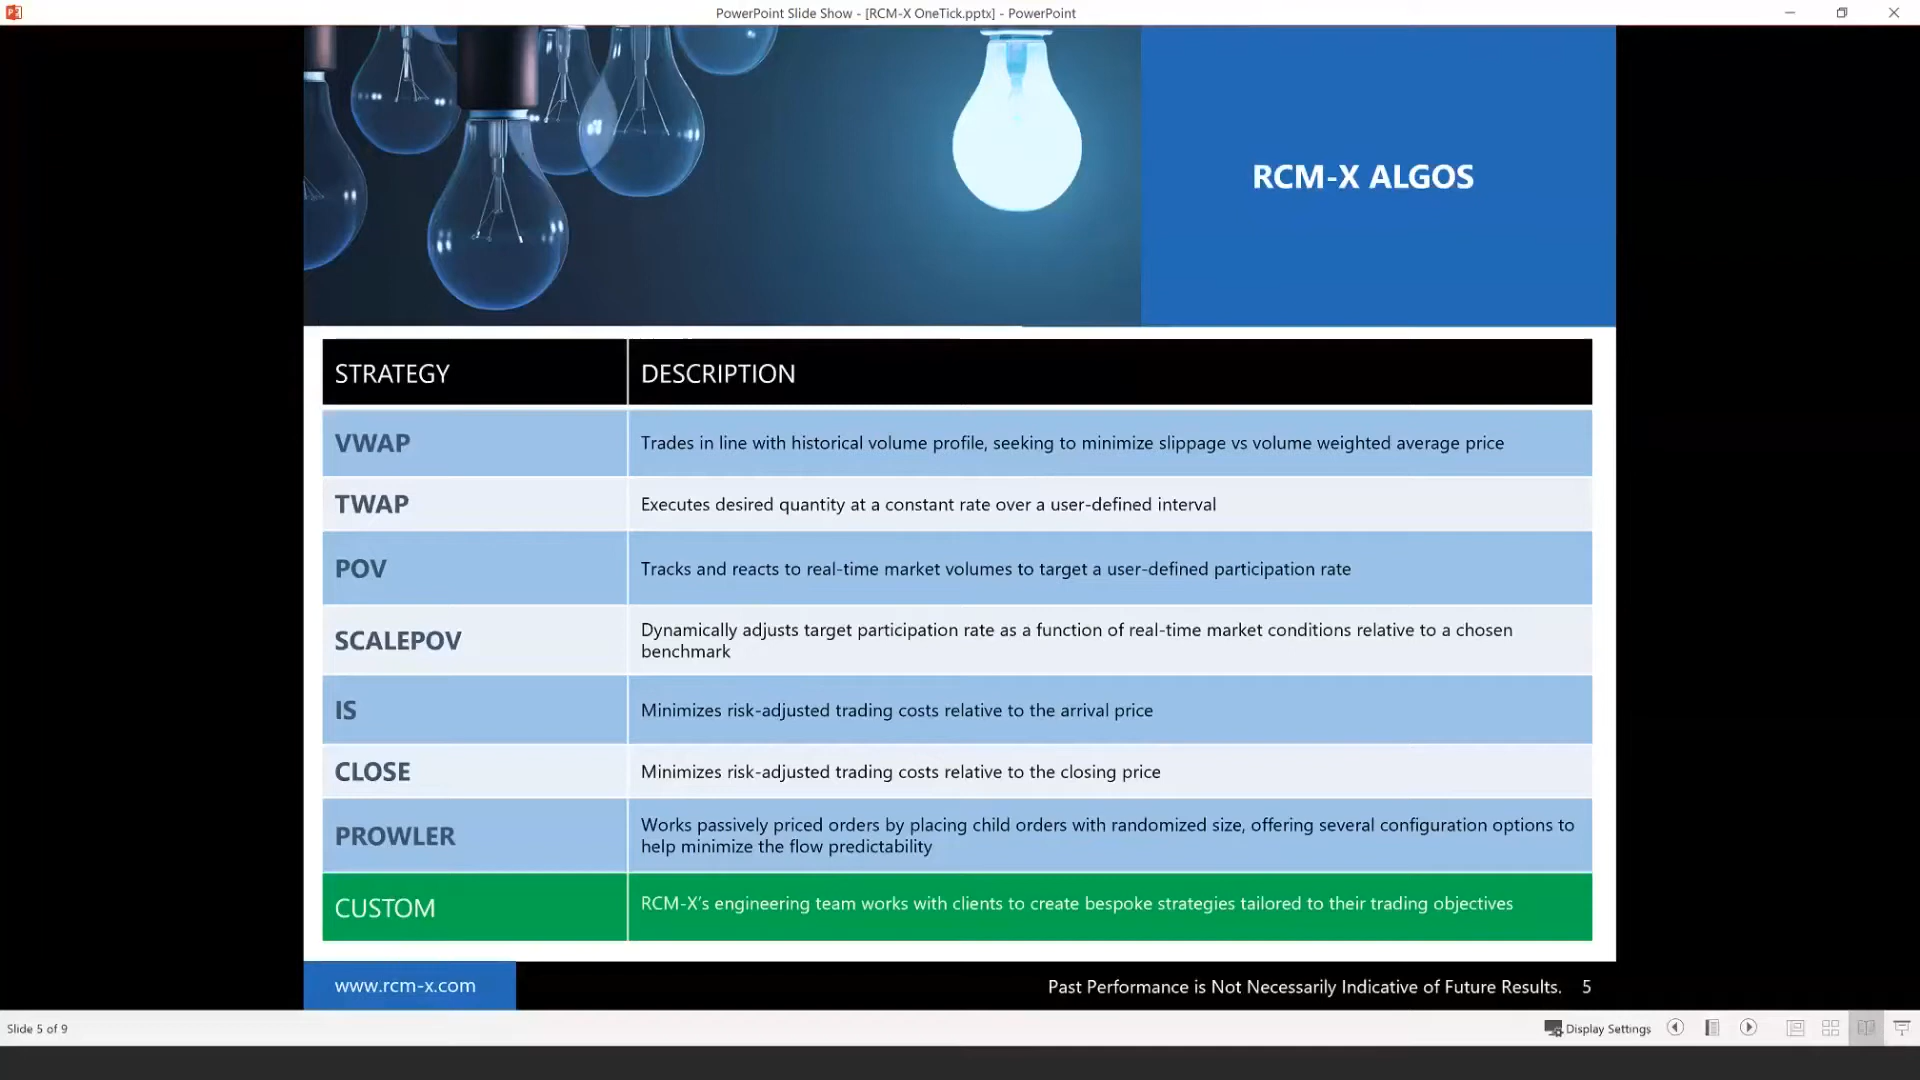 PowerPoint Slide Show - [RCM-X OneTick.pptx] - PowerPoint
RCM-X ALGOS
STRATEGY DESCRIPTION
VWAP Trades in line with historical volume profile, seeking to minimize slippage vs volume weighted average price
TWAP Executes desired quantity at a constant rate over a user-defined interval
POV Tracks and reacts to real-time market volumes to target a user-defined participation rate
SCALEPOV Dynamically adjusts target participation rate as a function of real-time market conditions relative to a chosen
benchmark
IS Minimizes risk-adjusted trading costs relative to the arrival price
CLOSE Minimizes risk-adjusted trading costs relative to the closing price
PROWLER Works passively priced orders by placing child orders with randomized size, offering several configuration options to
help minimize the flow predictability
CUSTOM RCM-X's engineering team works with clients to create bespoke strategies tailored to their trading objectives
www.rcm-x.com Past Performance is Not Necessarily Indicative of Future Results. 5
Slide 5 of 9 Display Settings